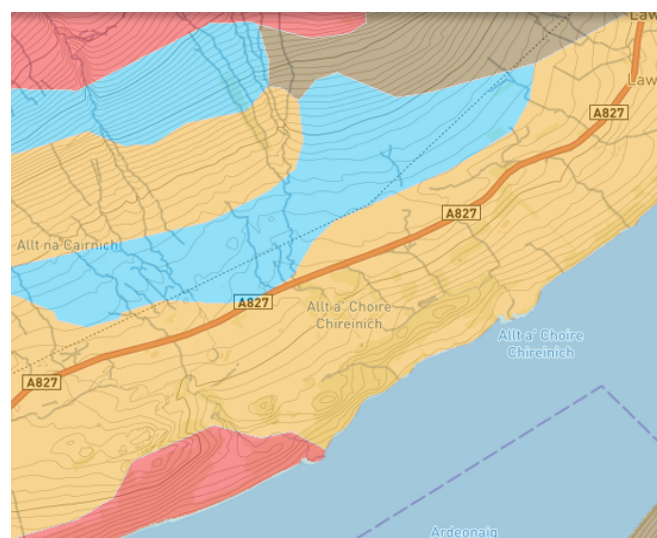 Law
Law
A827
A827
Allt na Cairnich
A827
Allt a' Choire
Chireinich
Allt a' Choire
Chireinich
A827
Ardeonaig